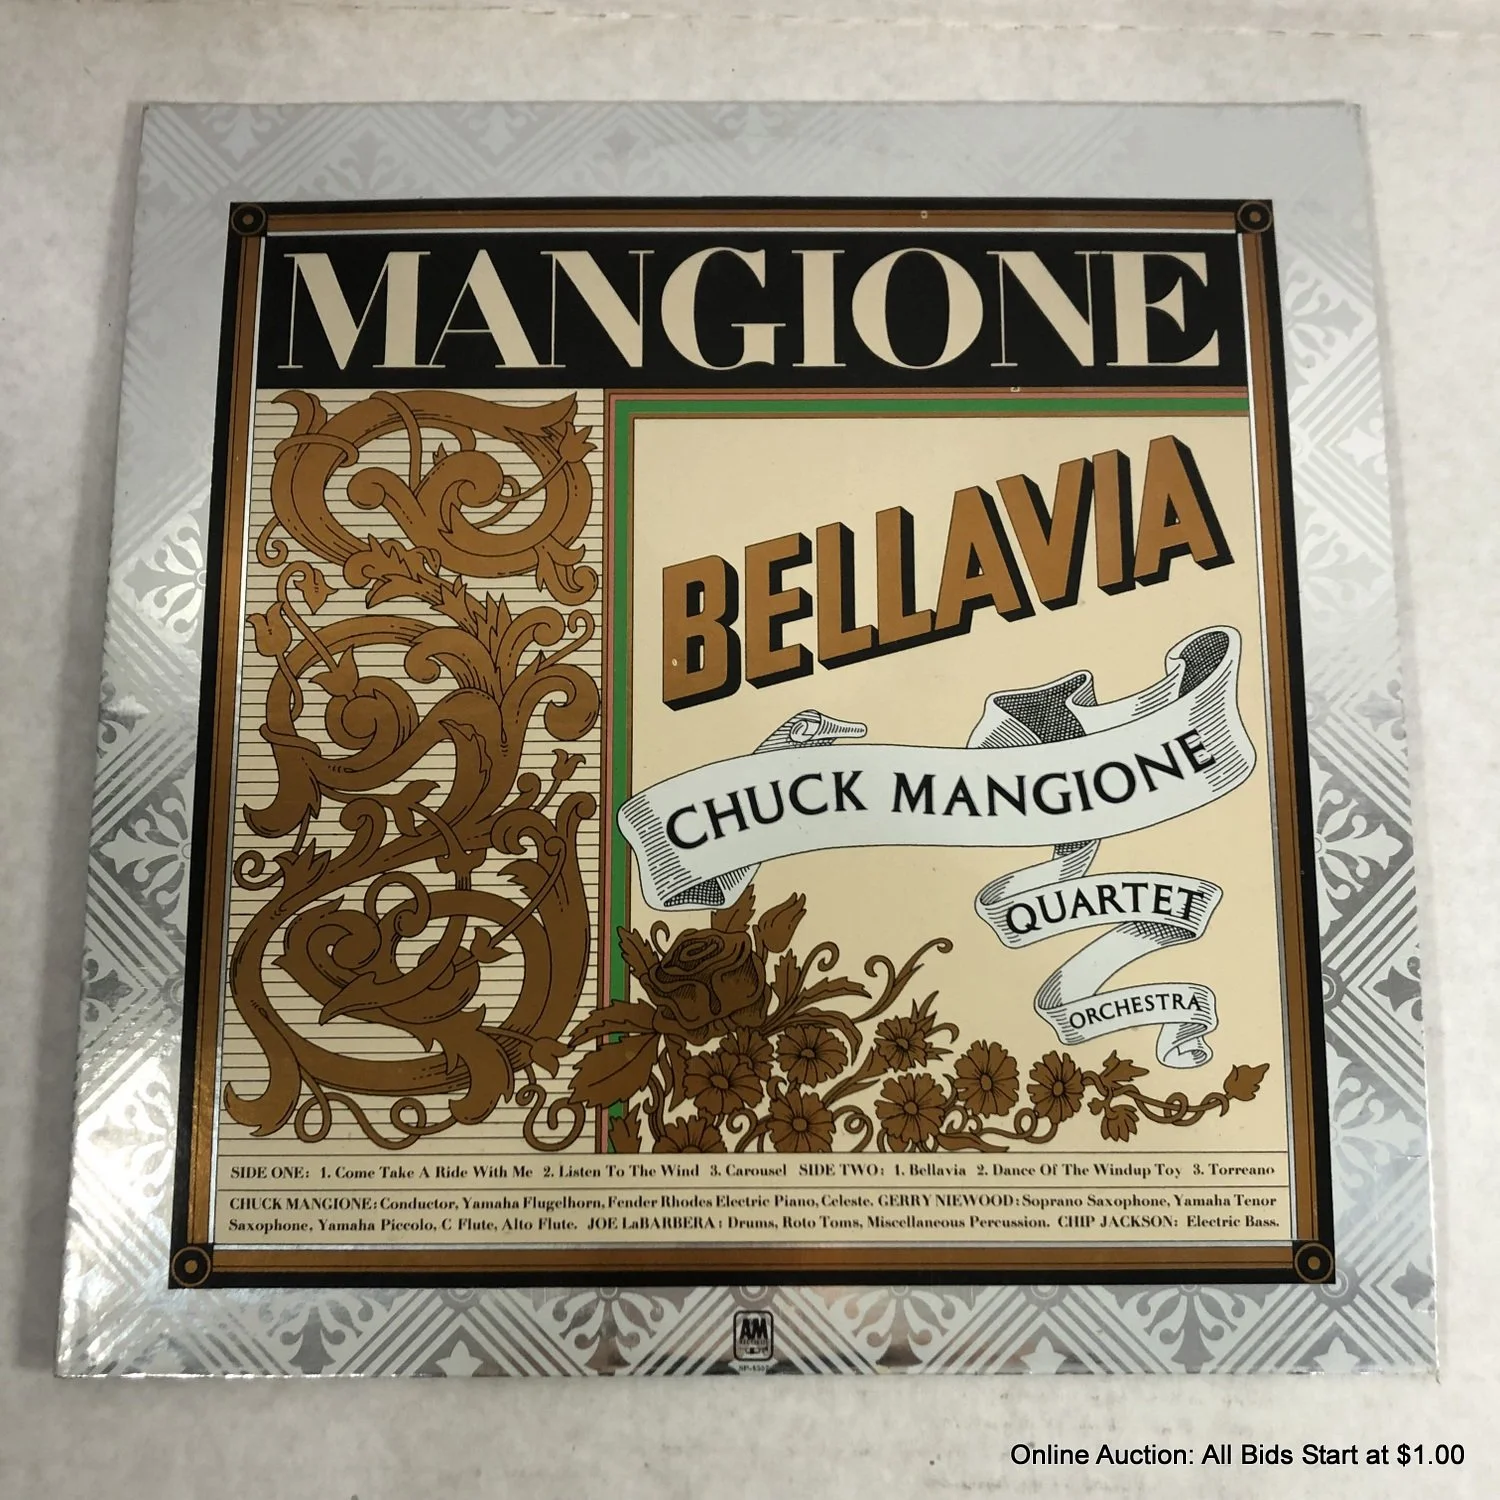 MANGIONE
BELLAVIA
CHUCK MANGIONE
QUARTET
ORCHESTRA
SIDE ONE: 1. Come Take A Ride With Me 2. Listen To The Wind 3. Carousel SIDE TWO: 1. Bellavia 2. Dance Of The Windup Toy 3. Torreano
CHUCK MANGIONE: Conductor, Yamaha Flugelhorn, Fender Rhodes Electric Piano, Celeste. GERRY NIEWOOD: Soprano Saxophone, Yamaha Tenor
Saxophone, Yamaha Piccolo, C Flute, Alto Flute. JOE LaBARBERA: Drums, Roto Toms, Miscellaneous Percussion. CHIP JACKSON: Electric Bass.
AM
SP-4557
Online Auction: All Bids Start at $1.00